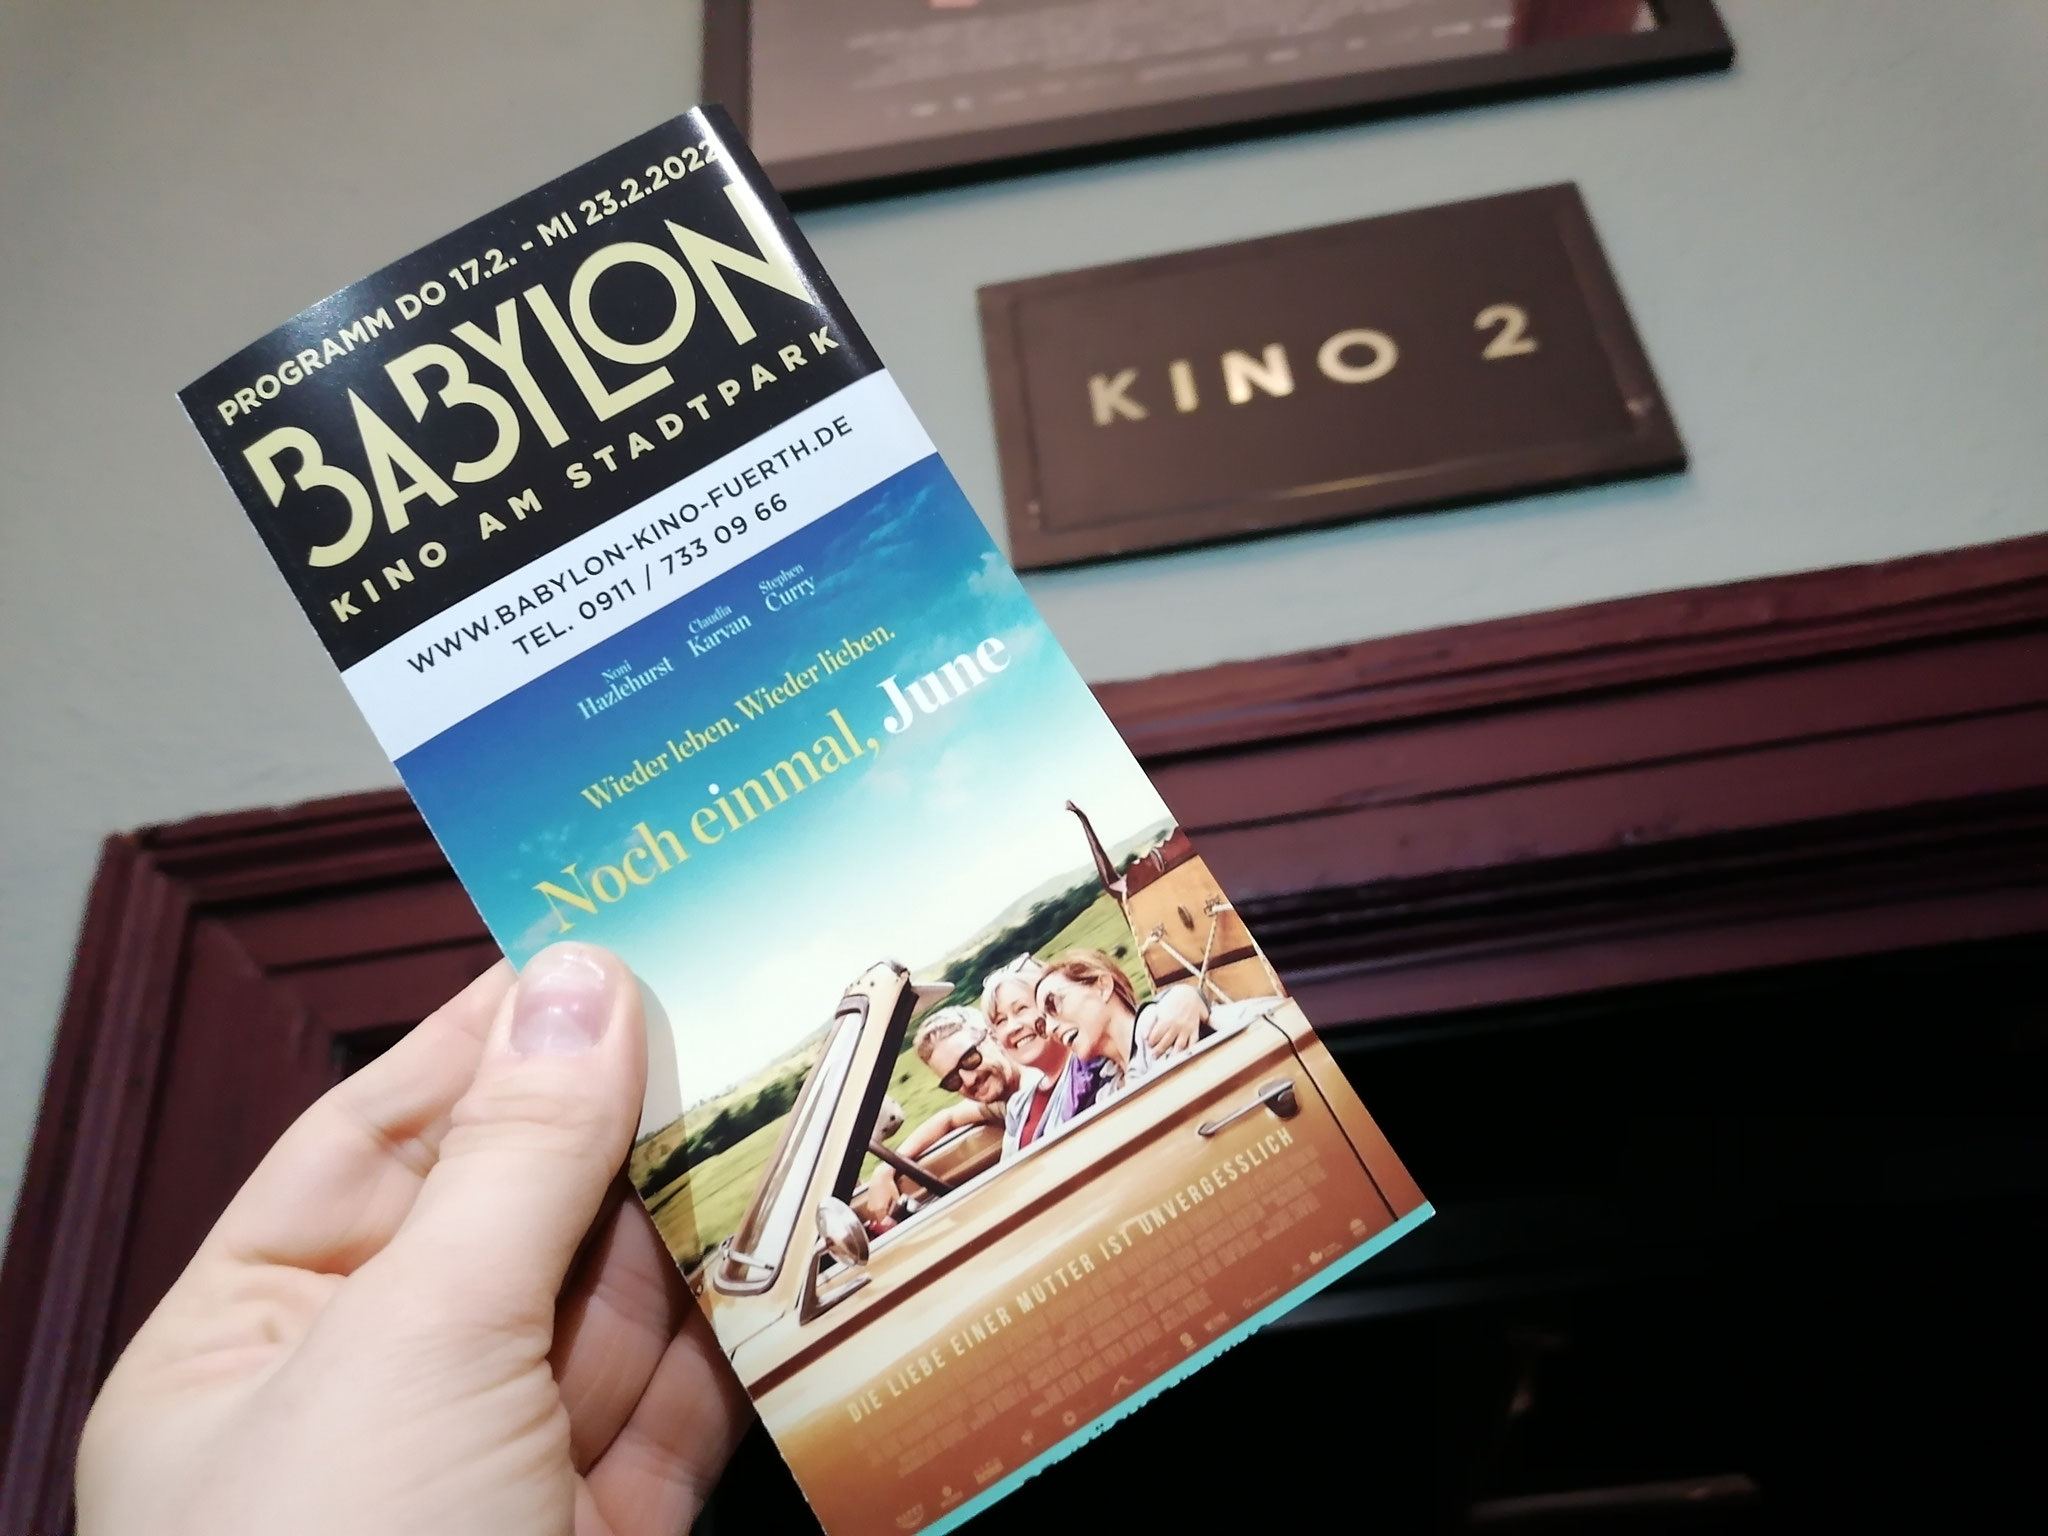 PROGRAMM DO 17.2. - MI 23.2.2022
BABYLON
KINO AM STADTPARK
WWW.BABYLON-KINO-FUERTH.DE
TEL. 0911 / 733 09 66
Noni Hazlehurst
Claudia Karvan
Stephen Curry
Wieder leben. Wieder lieben.
Noch einmal, June
DIE LIEBE EINER MUTTER IST UNVERGESSLICH
KINO 2